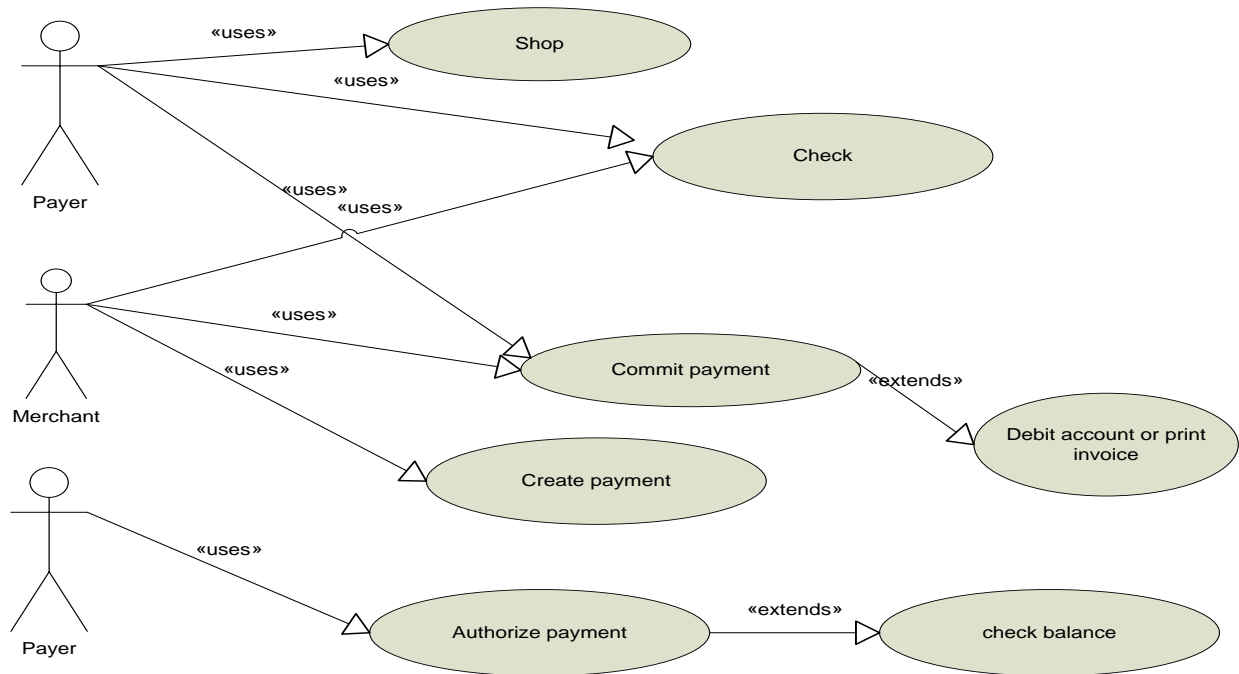 «uses»
Shop
«uses»
Check
«uses»
«uses»
Payer
«uses»
Commit payment
«uses»
«extends»
Merchant
Debit account or print
invoice
Create payment
«uses»
Authorize payment
«extends»
check balance
Payer